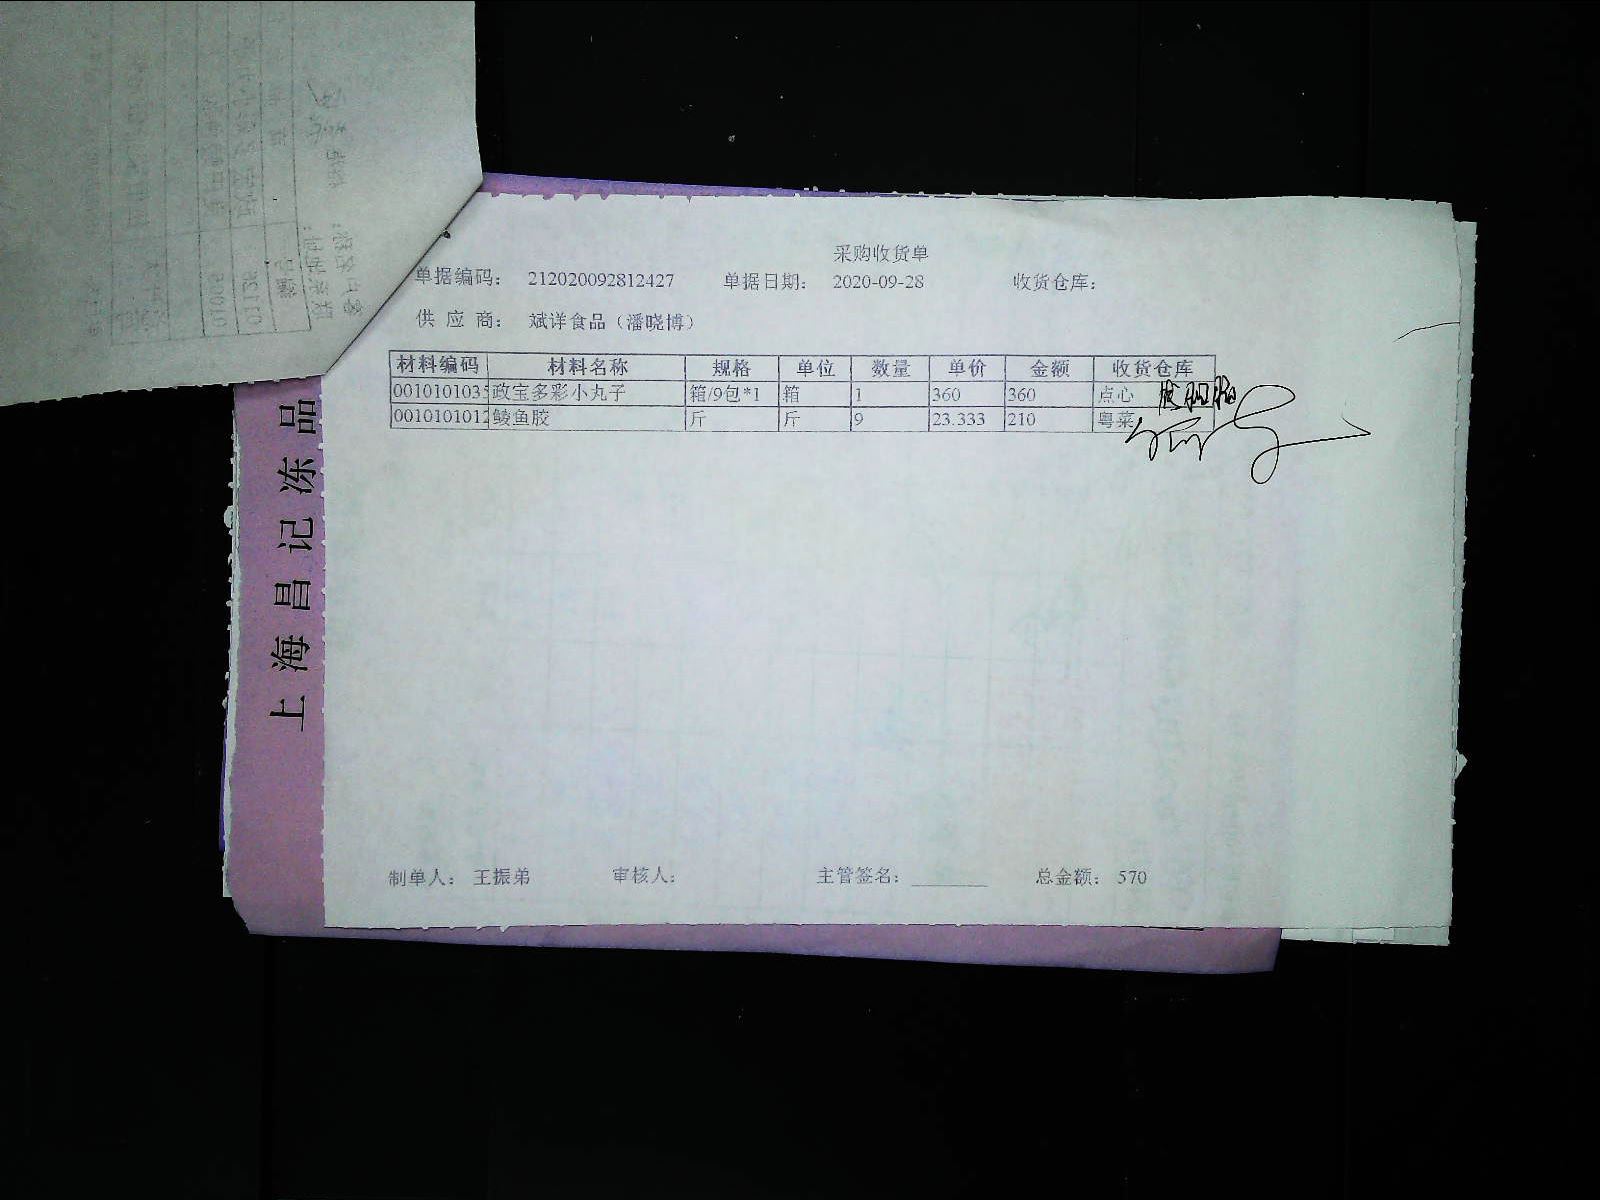 采购收货单
单据编码： 212020092812427 单据日期： 2020-09-28 收货仓库：
供 应 商： 斌详食品（潘晓博）
材料编码 材料名称 规格 单位 数量 单价 金额 收货仓库
0010101035 政宝多彩小丸子 箱/9包*1 箱 1 360 360 点心
0010101012 鲮鱼胶 斤 斤 9 23.333 210 粤菜
制单人： 王振弟 审核人： 主管签名： 总金额： 570
上海昌记冻品